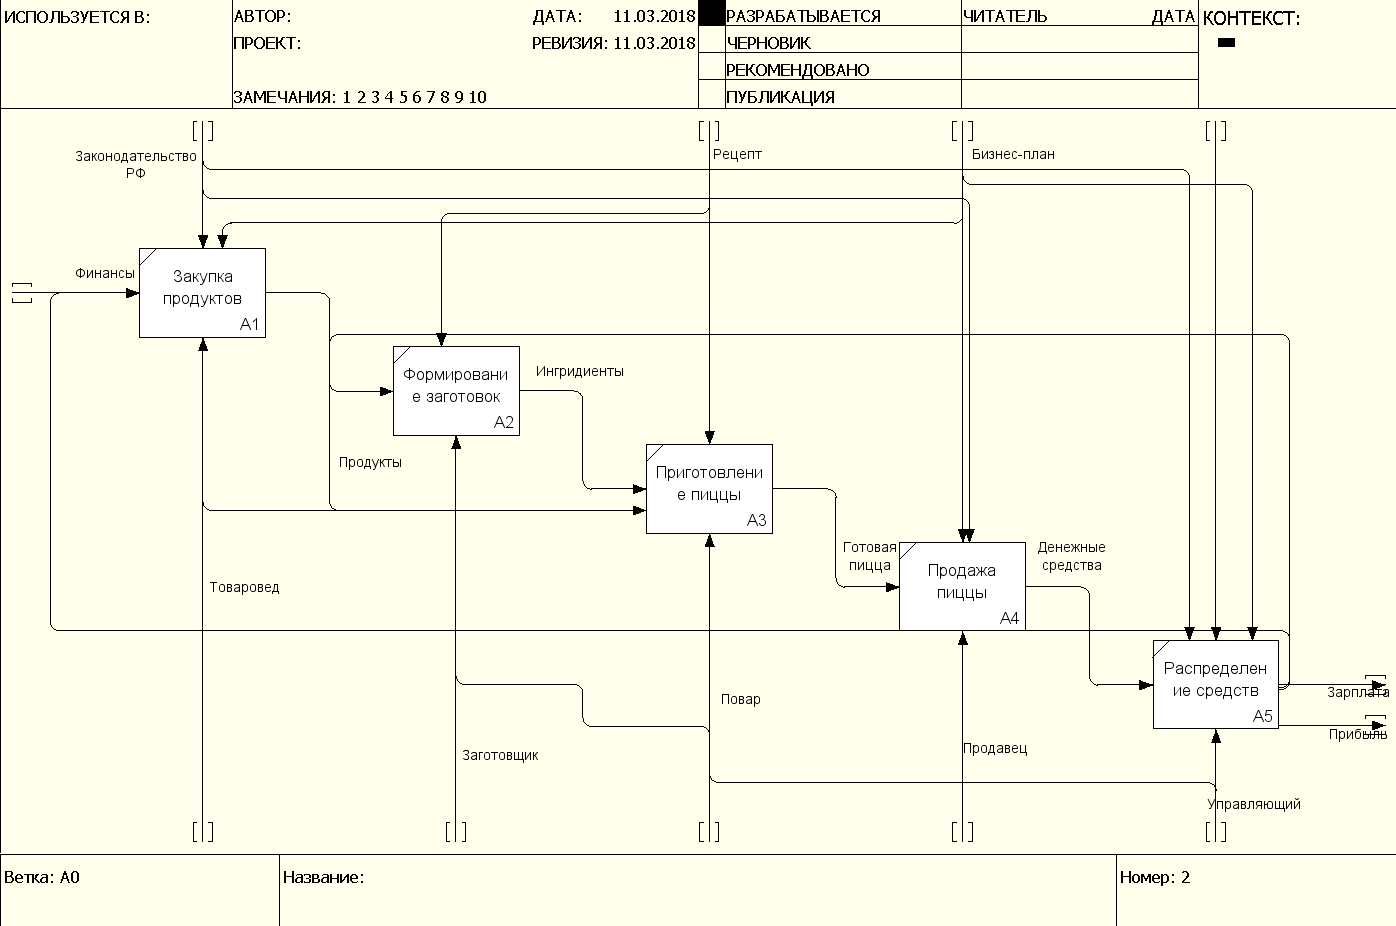 ИСПОЛЬЗУЕТСЯ В:
АВТОР:
ДАТА: 11.03.2018
РАЗРАБАТЫВАЕТСЯ
ЧИТАТЕЛЬ
ДАТА
КОНТЕКСТ:
ПРОЕКТ:
РЕВИЗИЯ: 11.03.2018
ЧЕРНОВИК
РЕКОМЕНДОВАНО
ЗАМЕЧАНИЯ: 1 2 3 4 5 6 7 8 9 10
ПУБЛИКАЦИЯ
Законодательство
РФ
Рецепт
Бизнес-план
Финансы
Закупка
продуктов
A1
Формировани
е заготовок
A2
Ингридиенты
Продукты
Приготовлени
е пиццы
A3
Готовая
пицца
Продажа
пиццы
A4
Денежные
средства
Товаровед
Распределен
ие средств
A5
Зарплата
Прибыль
Повар
Заготовщик
Продавец
Управляющий
Ветка: A0
Название:
Номер: 2